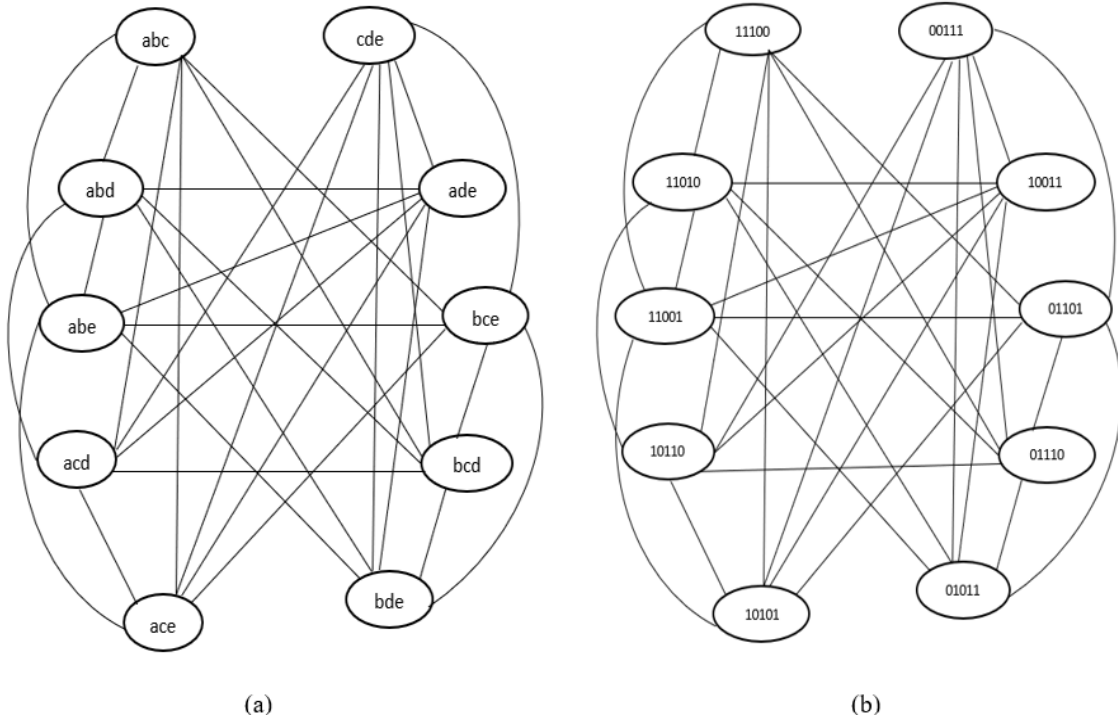 abc cde 11100 00111
abd ade 11010 10011
abe bce 11001 01101
acd bcd 10110 01110
ace bde 10101 01011
(a) (b)